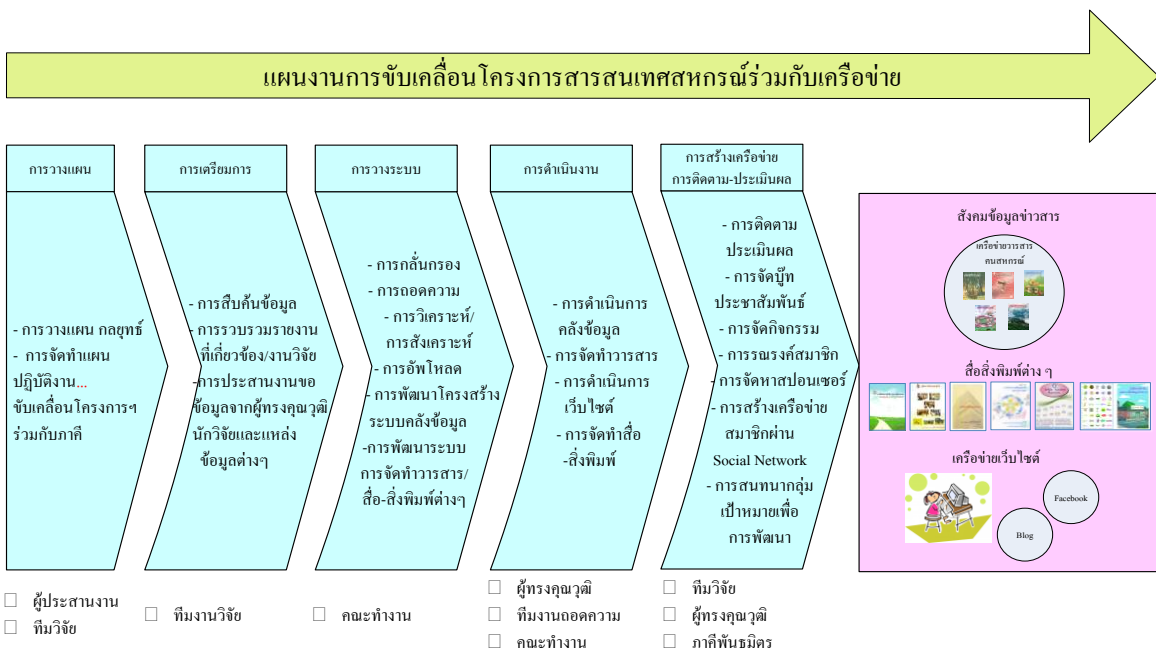 แผนงานการขับเคลื่อนโครงการสารสนเทศสหกรณ์ร่วมกับเครือข่าย
การวางแผน
- การวางแผน กลยุทธ์
- การจัดทำแผน
ปฏิบัติงาน...
ขับเคลื่อนโครงการฯ
ร่วมกับภาคี
☐ ผู้ประสานงาน
☐ ทีมวิจัย
การเตรียมการ
- การสืบค้นข้อมูล
- การรวบรวมรายงาน
ที่เกี่ยวข้อง/งานวิจัย
-การประสานงานขอ
ข้อมูลจากผู้ทรงคุณวุฒิ
นักวิจัยและแหล่ง
ข้อมูลต่างๆ
☐ ทีมงานวิจัย
การวางระบบ
- การกลั่นกรอง
- การถอดความ
- การวิเคราะห์/
การสังเคราะห์
- การอัพโหลด
- การพัฒนาโครงสร้าง
ระบบคลังข้อมูล
-การพัฒนาระบบ
การจัดทำวารสาร/
สื่อ-สิ่งพิมพ์ต่างๆ
☐ คณะทำงาน
การดำเนินงาน
- การดำเนินการ
คลังข้อมูล
- การจัดทำวารสาร
- การดำเนินการ
เว็บไซต์
- การจัดทำสื่อ
-สิ่งพิมพ์
☐ ผู้ทรงคุณวุฒิ
☐ ทีมงานถอดความ
☐ คณะทำงาน
การสร้างเครือข่าย
การติดตาม-ประเมินผล
- การติดตาม
ประเมินผล
- การจัดบู๊ท
ประชาสัมพันธ์
- การจัดกิจกรรม
- การรณรงค์สมาชิก
- การจัดหาสปอนเซอร์
- การสร้างเครือข่าย
สมาชิกผ่าน
Social Network
- การสนทนากลุ่ม
เป้าหมายเพื่อ
การพัฒนา
☐ ทีมวิจัย
☐ ผู้ทรงคุณวุฒิ
☐ ภาคีพันธมิตร
สังคมข้อมูลข่าวสาร
เครือข่ายวารสาร
คนสหกรณ์
สื่อสิ่งพิมพ์ต่าง ๆ
เครือข่ายเว็บไซต์
Facebook
Blog